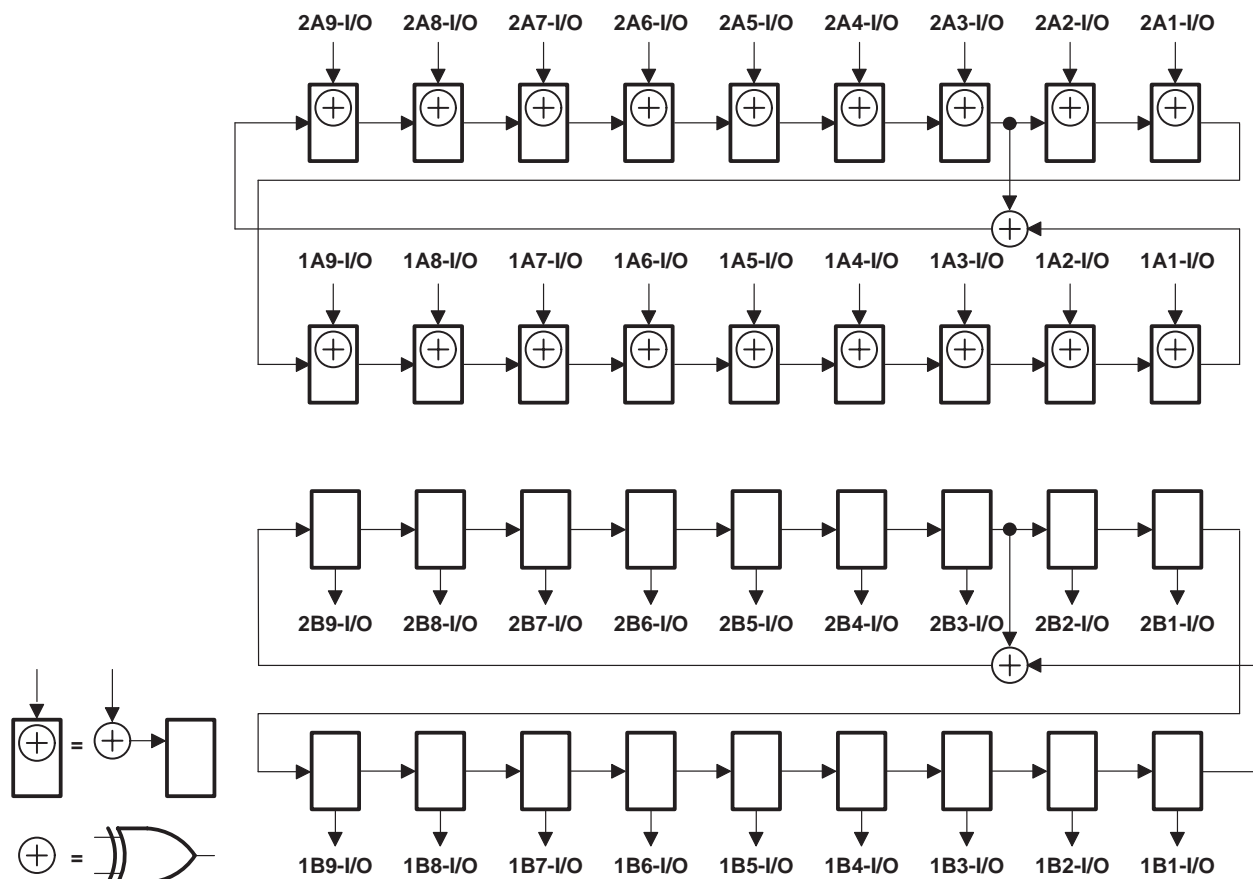 2A9-I/O 2A8-I/O 2A7-I/O 2A6-I/O 2A5-I/O 2A4-I/O 2A3-I/O 2A2-I/O 2A1-I/O
1A9-I/O 1A8-I/O 1A7-I/O 1A6-I/O 1A5-I/O 1A4-I/O 1A3-I/O 1A2-I/O 1A1-I/O
2B9-I/O 2B8-I/O 2B7-I/O 2B6-I/O 2B5-I/O 2B4-I/O 2B3-I/O 2B2-I/O 2B1-I/O
=
=
1B9-I/O 1B8-I/O 1B7-I/O 1B6-I/O 1B5-I/O 1B4-I/O 1B3-I/O 1B2-I/O 1B1-I/O